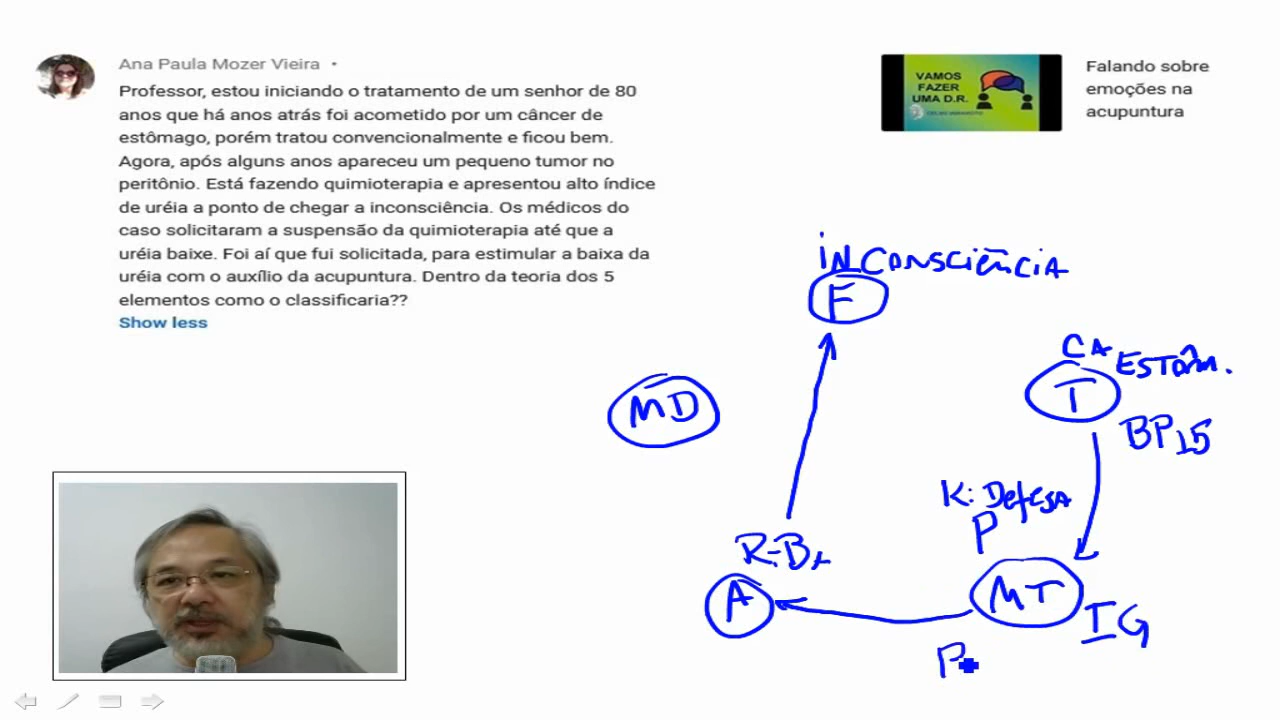 Ana Paula Mozer Vieira •
Professor, estou iniciando o tratamento de um senhor de 80
anos que há anos atrás foi acometido por um câncer de
estômago, porém tratou convencionalmente e ficou bem.
Agora, após alguns anos apareceu um pequeno tumor no
peritônio. Está fazendo quimioterapia e apresentou alto índice
de uréia a ponto de chegar a inconsciência. Os médicos do
caso solicitaram a suspensão da quimioterapia até que a
uréia baixe. Foi aí que fui solicitada, para estimular a baixa da
uréia com o auxílio da acupuntura. Dentro da teoria dos 5
elementos como o classificaria??
Show less
VAMOS
FAZER
UMA D.R.
Falando sobre
emoções na
acupuntura
INCONSCIÊNCIA
F
MD
CA ESTÔM.
T
BP15
K: Defesa
P
R-Bx
A
MT
IG
P